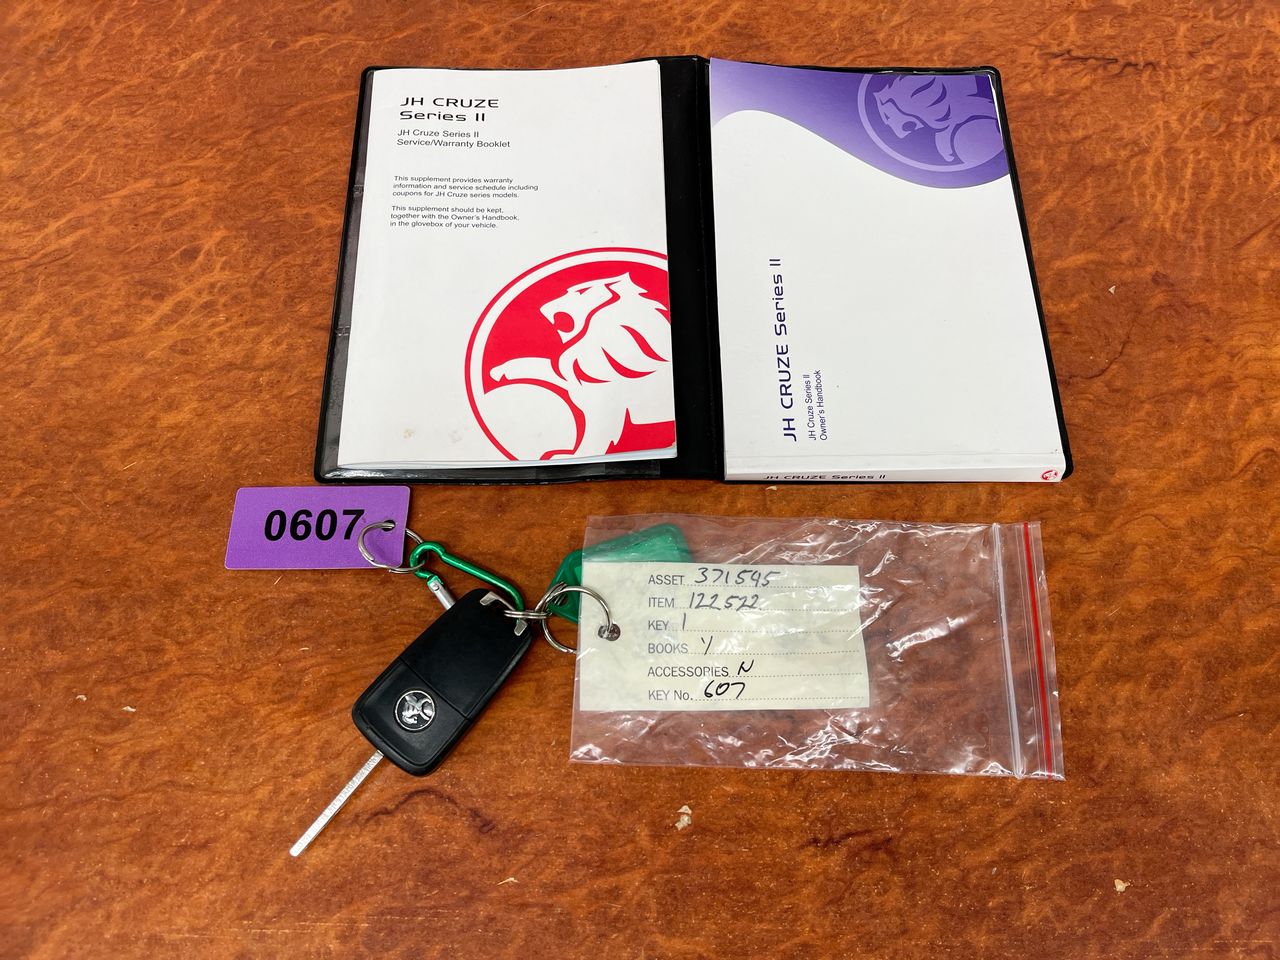 JH CRUZE
Series II
JH Cruze Series II
Service/Warranty Booklet
This supplement provides warranty
information and service schedule including
coupons for JH Cruze series models.
This supplement should be kept,
together with the Owner's Handbook,
in the glovebox of your vehicle.
JH CRUZE Series II
JH Cruze Series II
Owner's Handbook
JH CRUZE Series II
0607
ASSET 371545
ITEM 122522
KEY 1
BOOKS Y
ACCESSORIES N
KEY No. 607